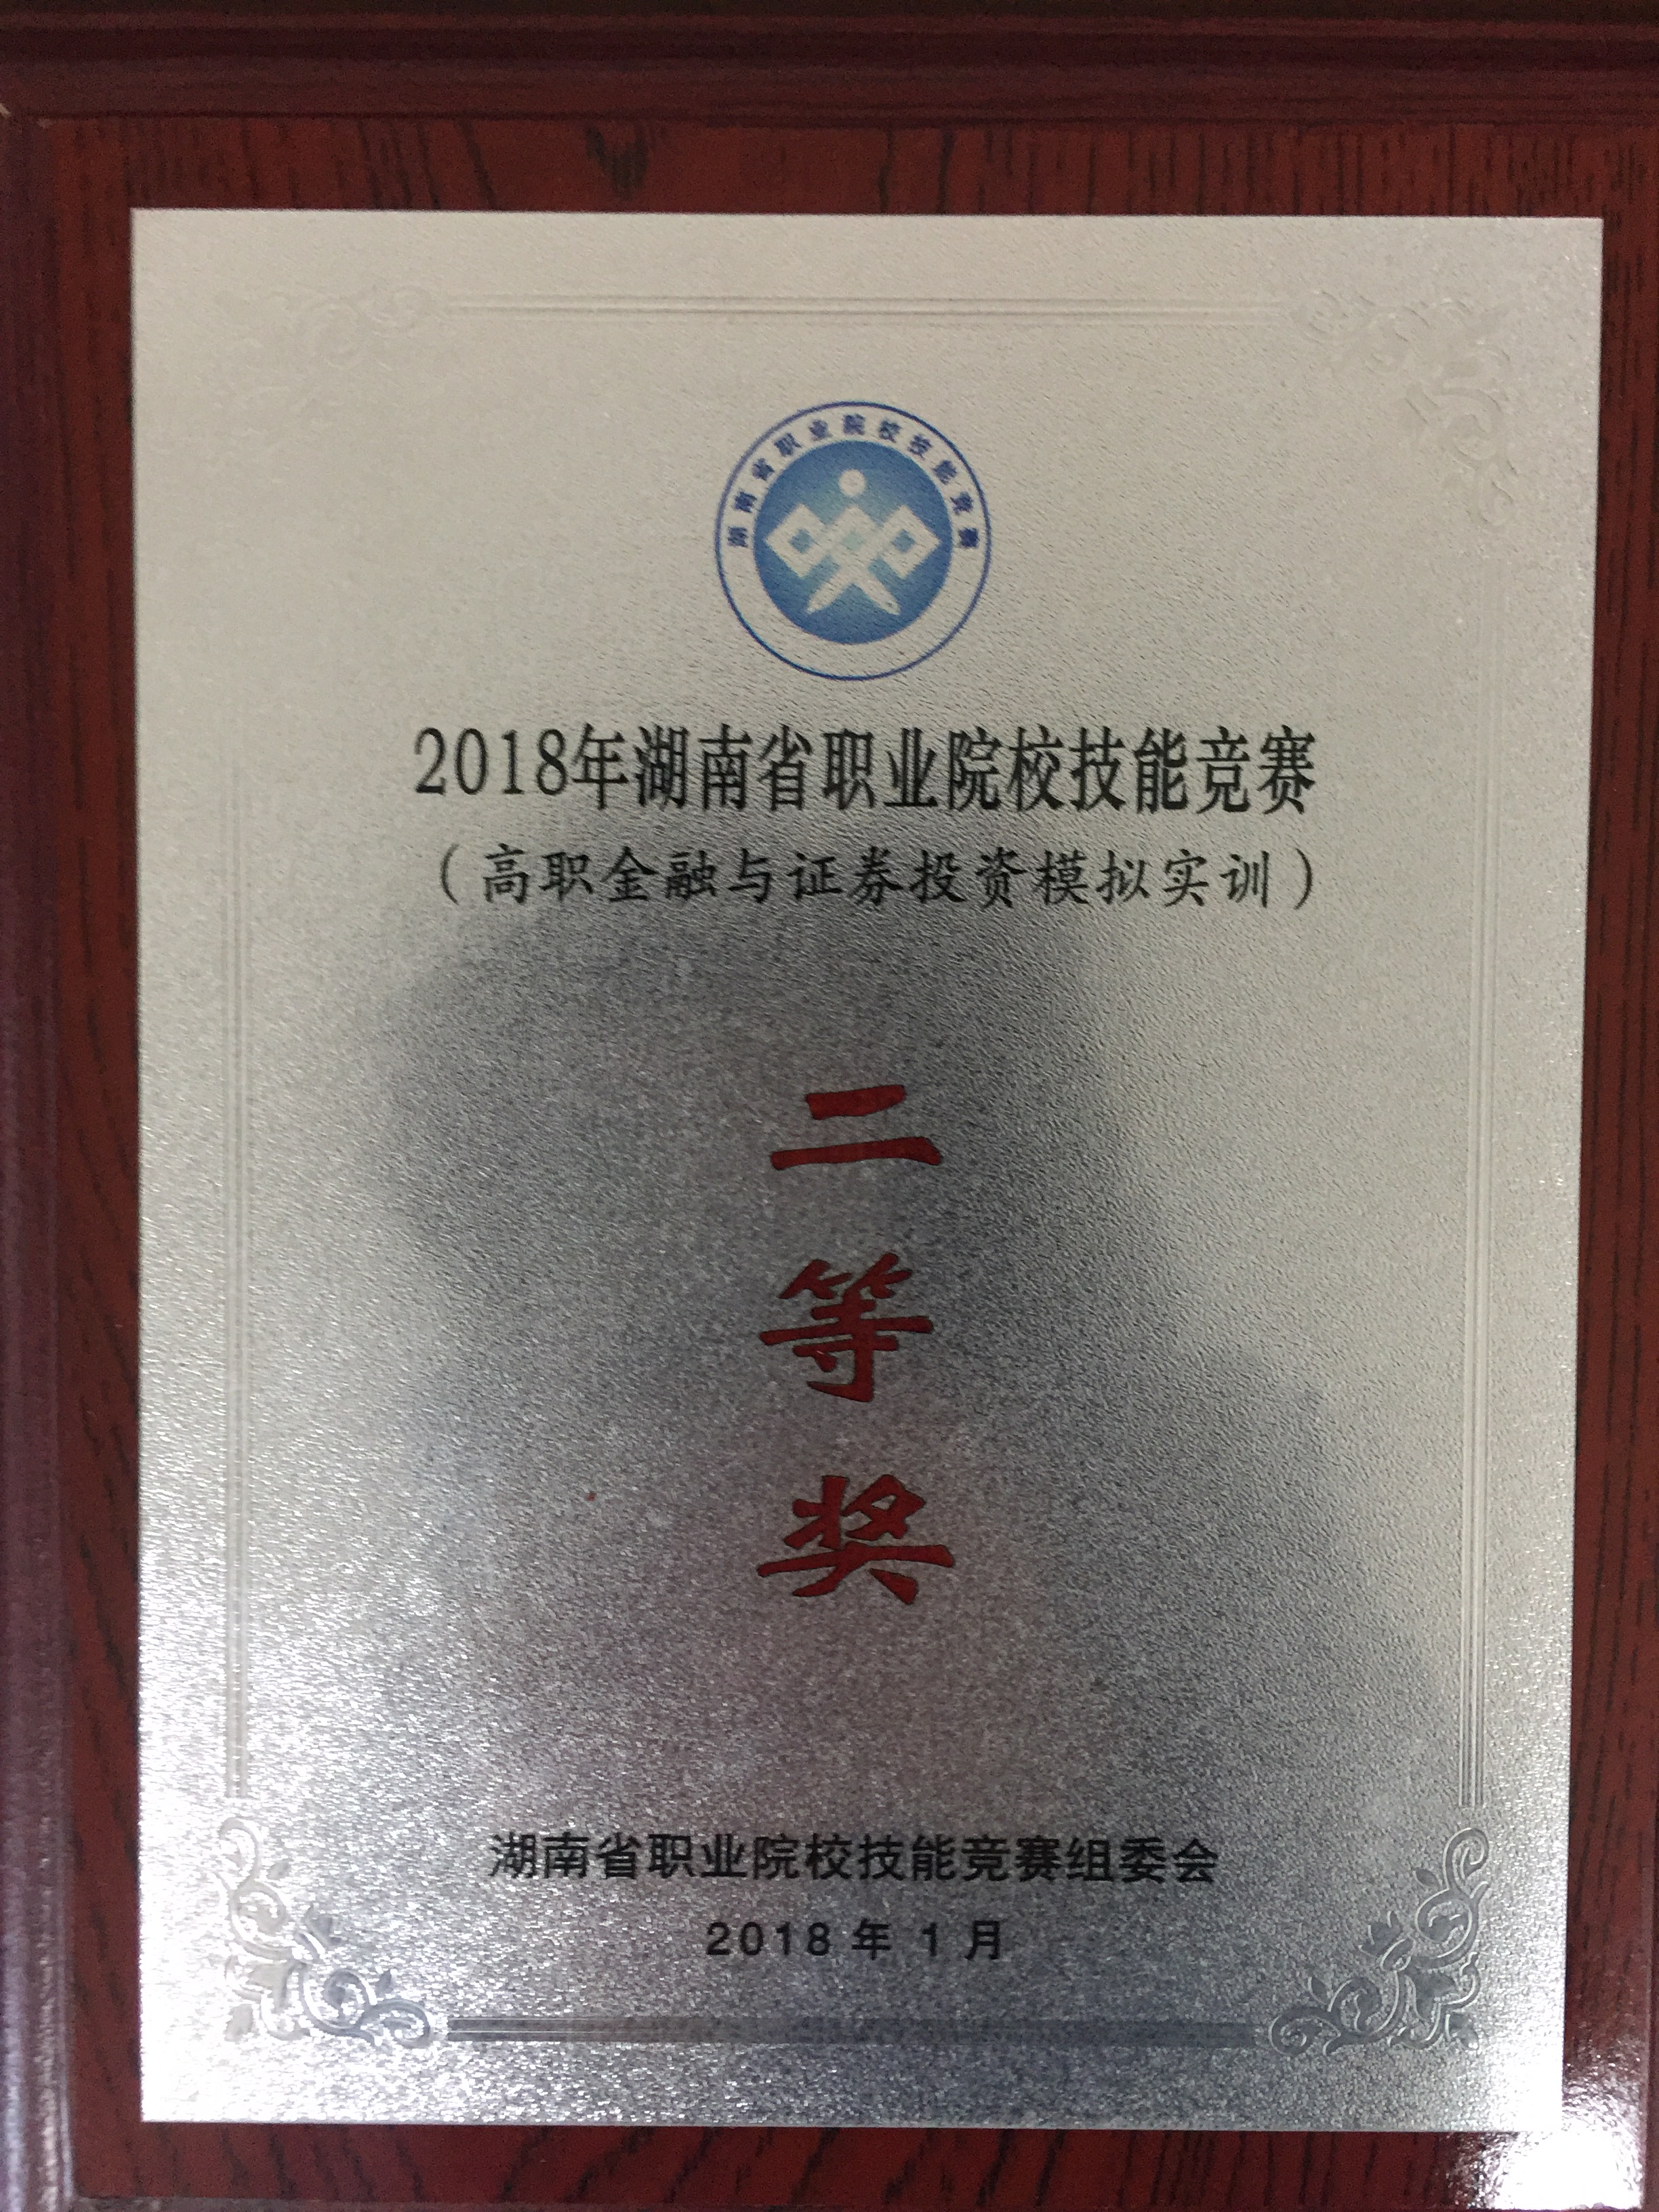 湖南省职业院校技能竞赛
2018年湖南省职业院校技能竞赛
（高职金融与证券投资模拟实训）
二
等
奖
湖南省职业院校技能竞赛组委会
2018 年 1 月